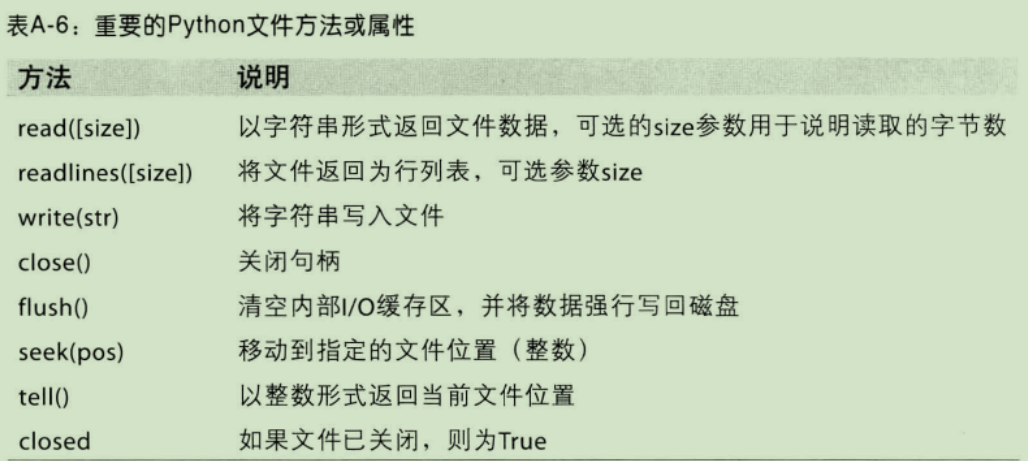 表A-6：重要的Python文件方法或属性
方法 说明
read([size]) 以字符串形式返回文件数据，可选的size参数用于说明读取的字节数
readlines([size]) 将文件返回为行列表，可选参数size
write(str) 将字符串写入文件
close() 关闭句柄
flush() 清空内部I/O缓存区，并将数据强行写回磁盘
seek(pos) 移动到指定的文件位置（整数）
tell() 以整数形式返回当前文件位置
closed 如果文件已关闭，则为True